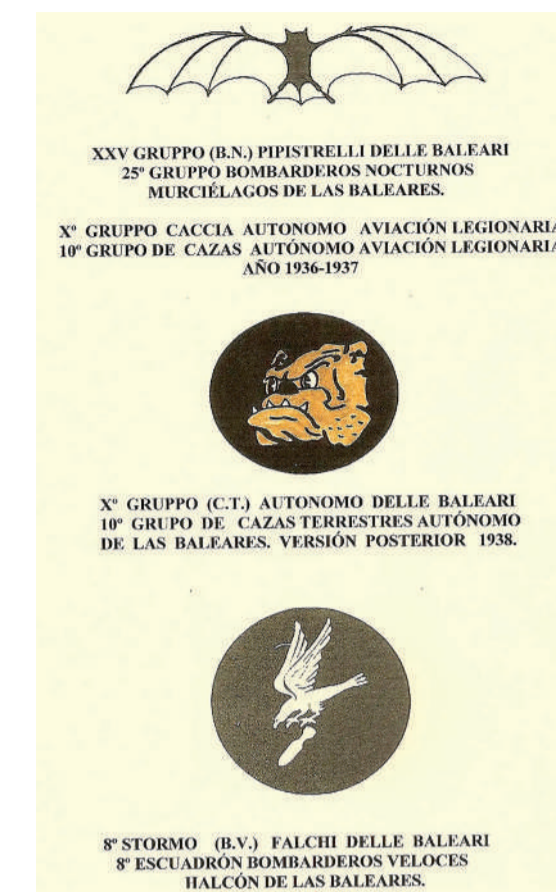 XXV GRUPPO (B.N.) PIPISTRELLI DELLE BALEARI
25º GRUPPO BOMBARDEROS NOCTURNOS
MURCIÉLAGOS DE LAS BALEARES.
Xº GRUPPO CACCIA AUTONOMO AVIACIÓN LEGIONARIA
10º GRUPO DE CAZAS AUTÓNOMO AVIACIÓN LEGIONARIA
AÑO 1936-1937
Xº GRUPPO (C.T.) AUTONOMO DELLE BALEARI
10º GRUPO DE CAZAS TERRESTRES AUTÓNOMO
DE LAS BALEARES. VERSIÓN POSTERIOR 1938.
8º STORMO (B.V.) FALCHI DELLE BALEARI
8º ESCUADRÓN BOMBARDEROS VELOCES
HALCÓN DE LAS BALEARES.